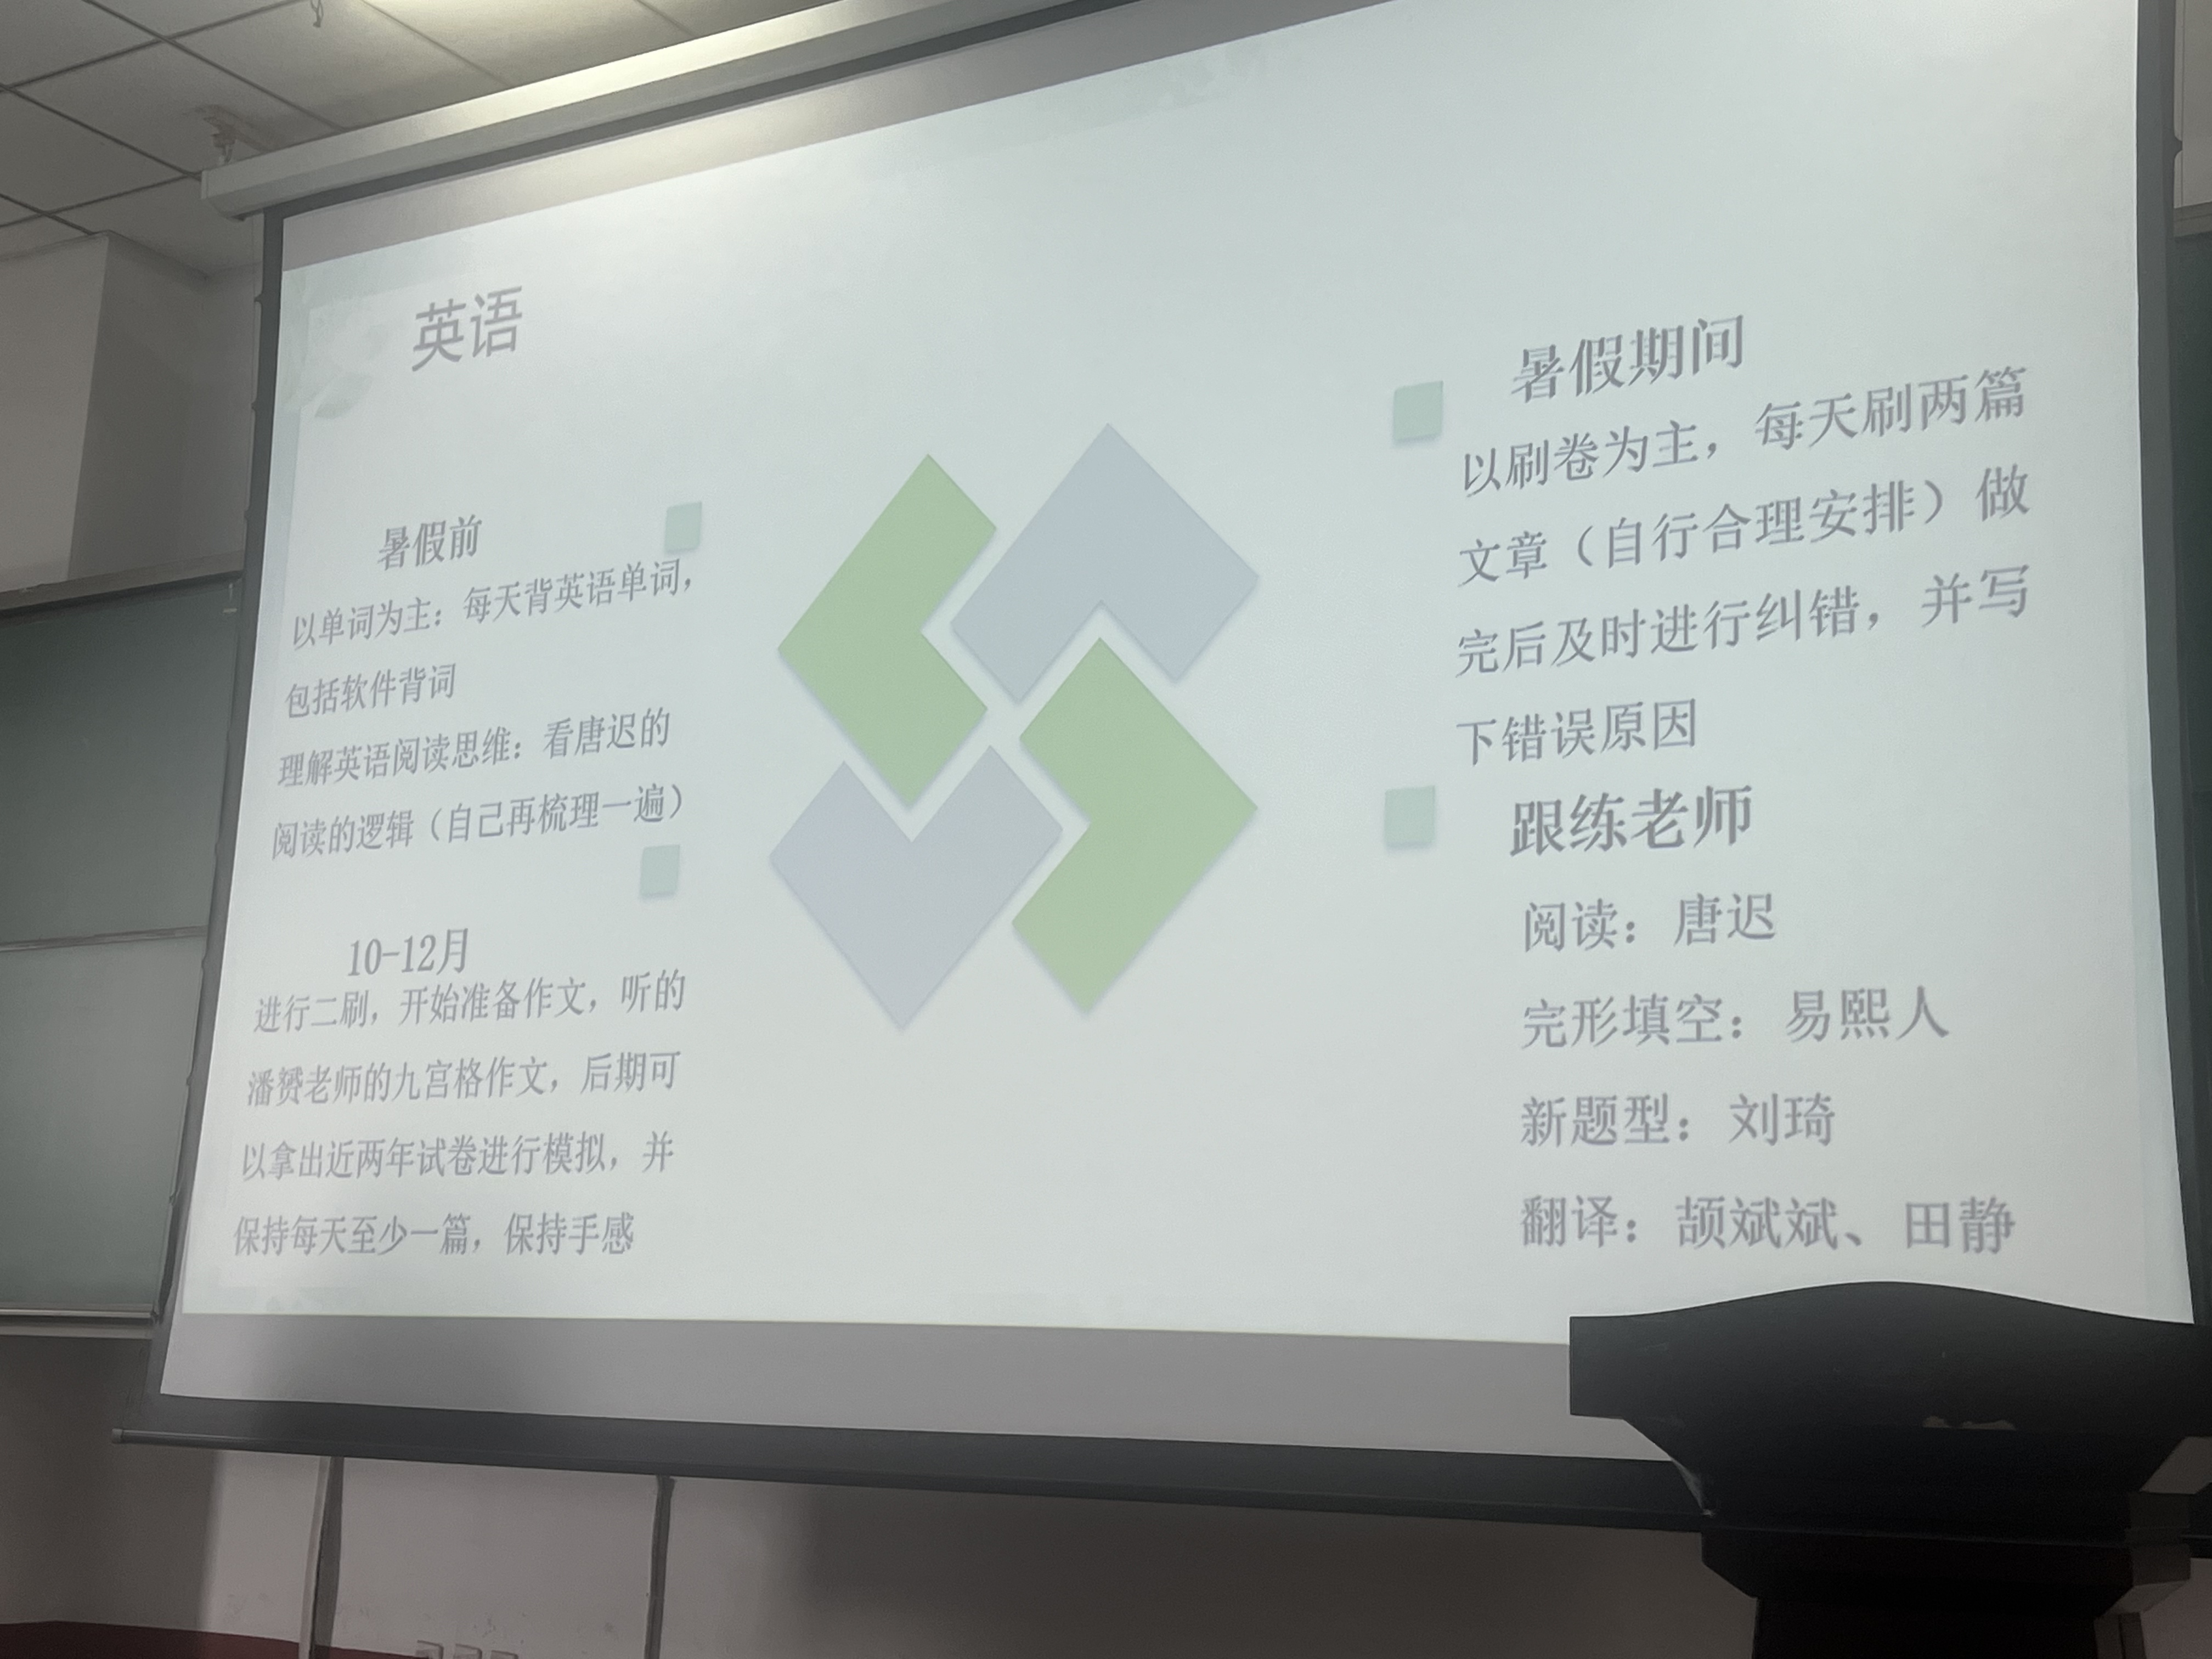 英语
暑假前
以单词为主：每天背英语单词，
包括软件背词
理解英语阅读思维：看唐迟的
阅读的逻辑（自己再梳理一遍）
10-12月
进行二刷，开始准备作文，听的
潘赟老师的九宫格作文，后期可
以拿出近两年试卷进行模拟，并
保持每天至少一篇，保持手感
暑假期间
以刷卷为主，每天刷两篇
文章（自行合理安排）做
完后及时进行纠错，并写
下错误原因
跟练老师
阅读：唐迟
完形填空：易熙人
新题型：刘琦
翻译：颉斌斌、田静